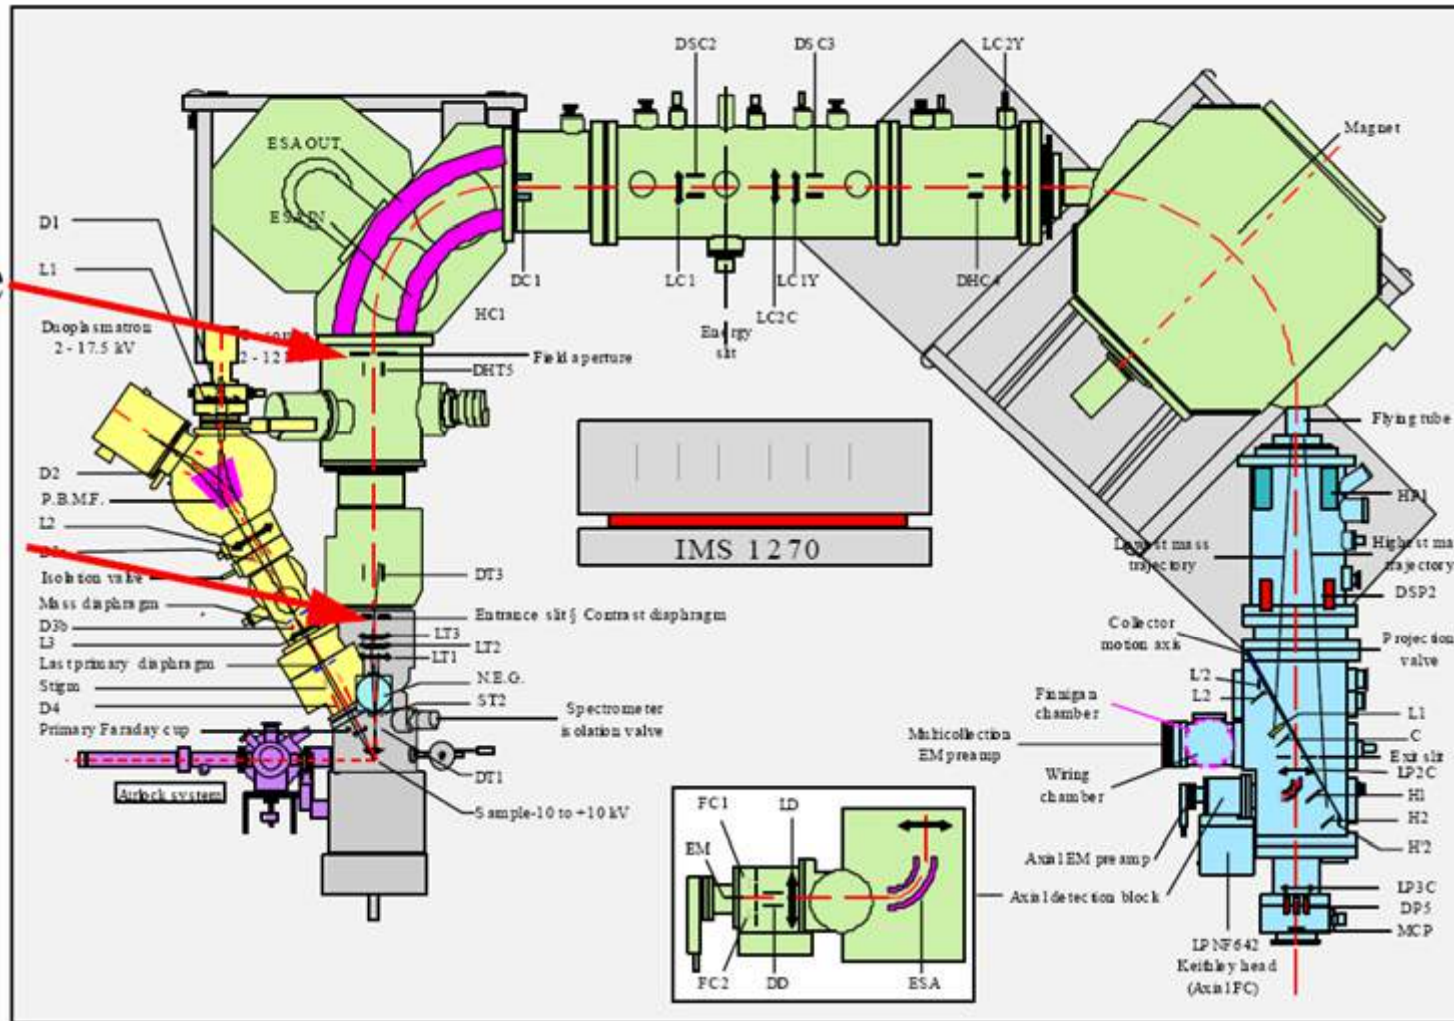 DSC2
DSC3
LC2Y
ESA OUT
Magnet
ESA IN
D1
L1
DC1
LC1
LC1Y
DHC4
HC1
LC2C
Duoplasmatron
2 - 17.5 kV
Energy
slit
Field aperture
DHT5
Flying tube
D2
P.B.M.F.
HP1
L2
IMS 1270
Lowest mass
trajectory
Highest ma
trajectory
Isolation valve
DT3
DSP2
Mass diaphragm
D3b
Entrance slit § Contrast diaphragm
L3
LT3
LT2
LT1
Collector
motion axis
Projection
valve
Last primary diaphragm
N.E.G.
ST2
L'2
L2
Stigm
D4
Spectrometer
isolation valve
Finnigan
chamber
L1
C
Primary Faraday cup
Multicollection
EM preamp
Exit slit
LP2C
DT1
Wiring
chamber
H1
Airlock system
Sample -10 to +10 kV
H2
H'2
FC1
LD
EM
Axial EM preamp
Axial detection block
LP3C
DP5
MCP
FC2
DD
ESA
LPNF642
Keithley head
(Axial FC)